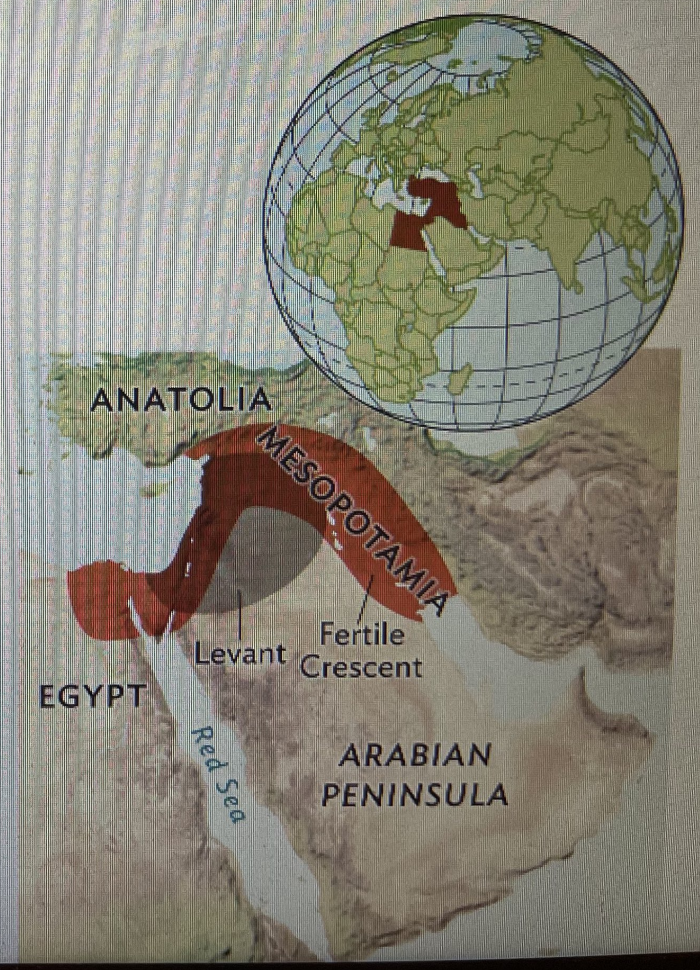 ANATOLIA
MESOPOTAMIA
Levant
Fertile
Crescent
EGYPT
Red Sea
ARABIAN
PENINSULA